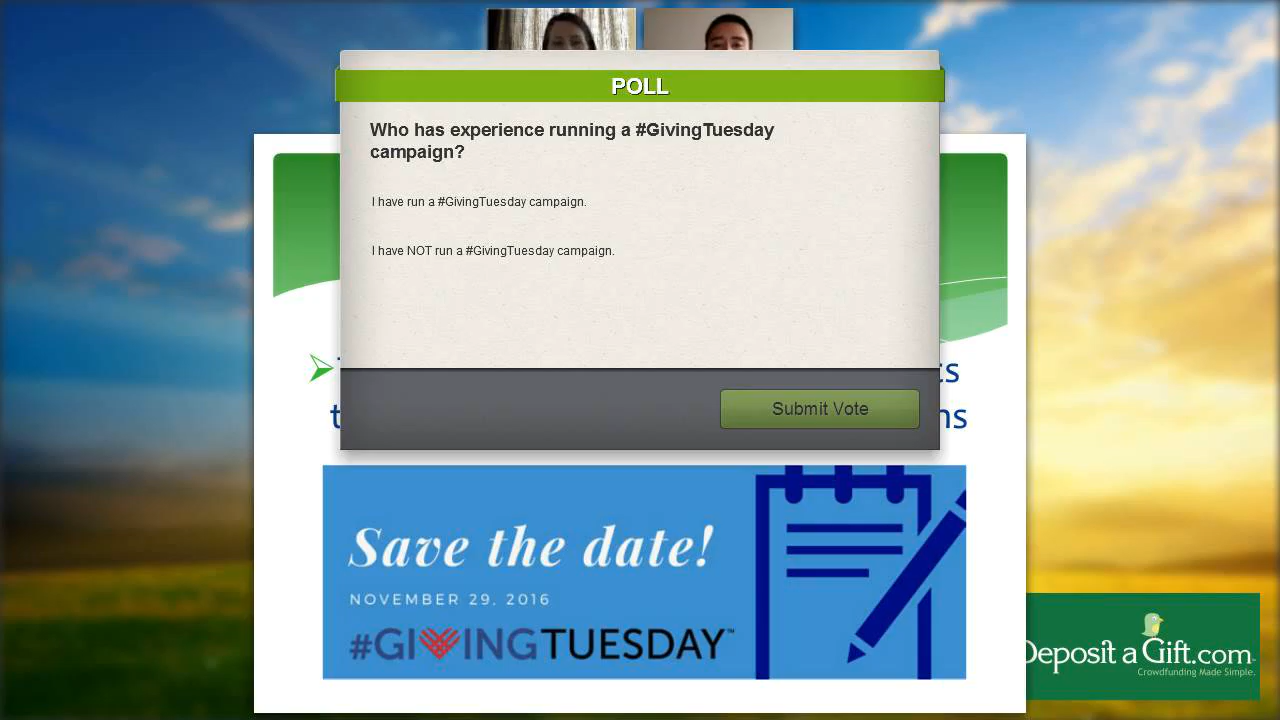 POLL
Who has experience running a #GivingTuesday
campaign?
I have run a #GivingTuesday campaign.
I have NOT run a #GivingTuesday campaign.
Submit Vote
Save the date!
NOVEMBER 29, 2016
#GIVINGTUESDAY™
Deposit a Gift.com
Crowdfunding Made Simple.